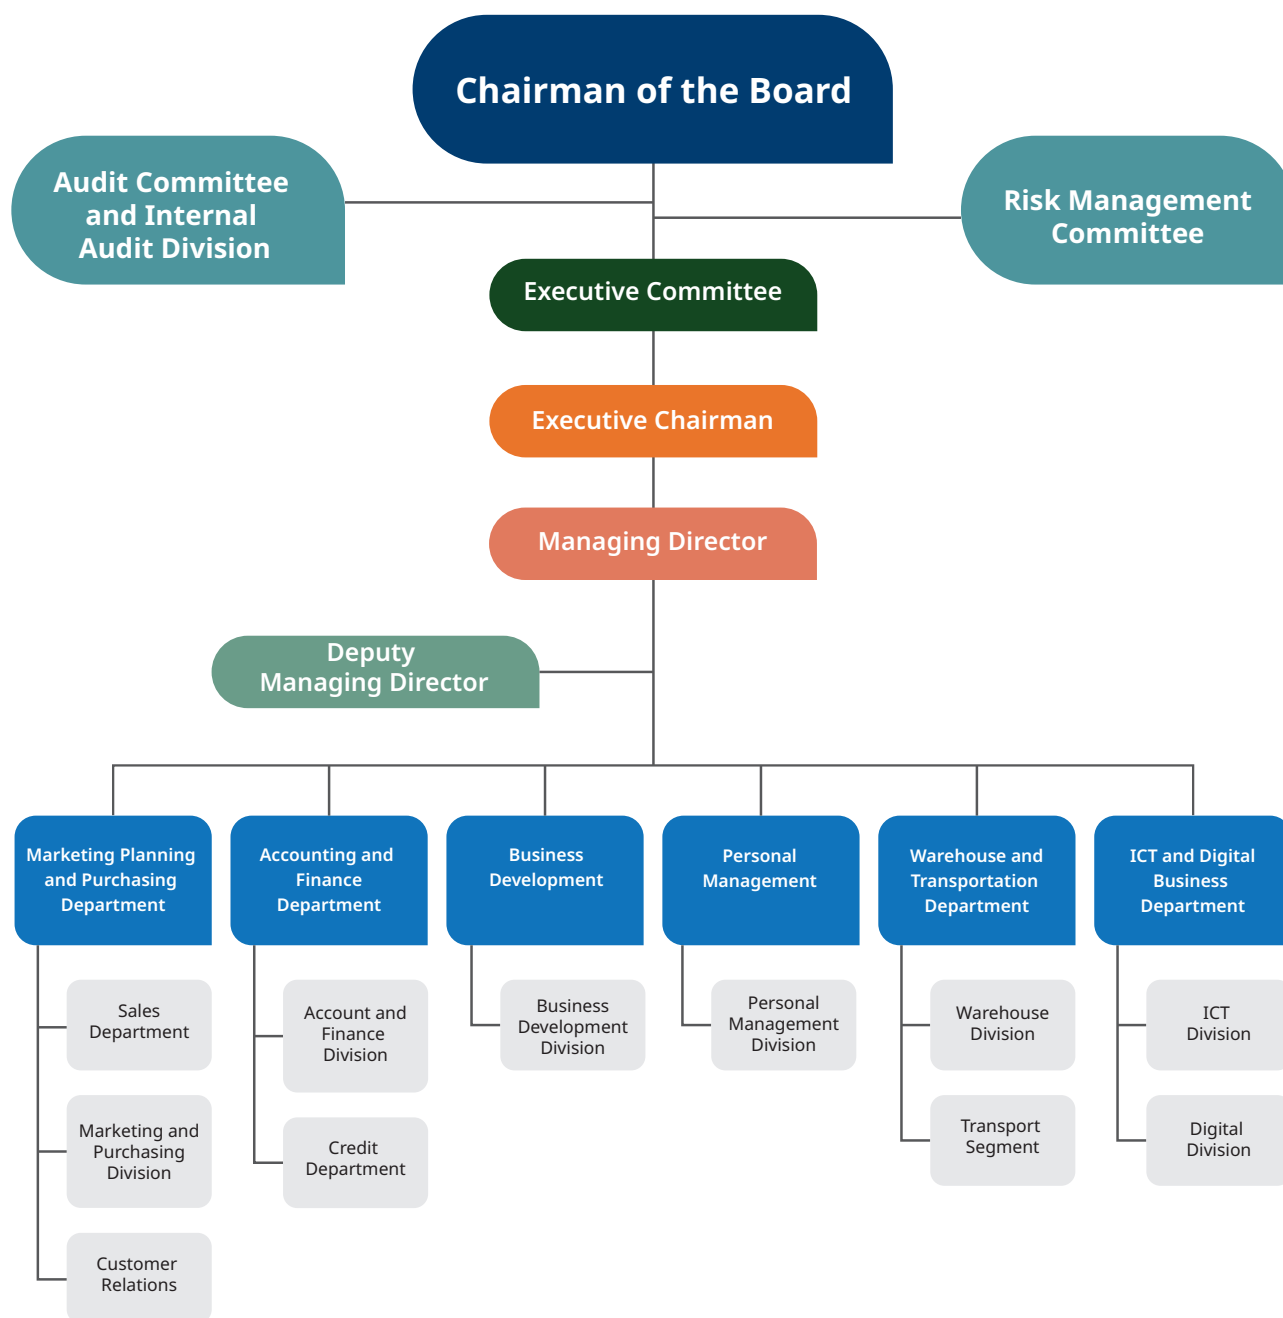 Chairman of the Board
Audit Committee
and Internal
Audit Division
Risk Management
Committee
Executive Committee
Executive Chairman
Managing Director
Deputy
Managing Director
Marketing Planning
and Purchasing
Department
Accounting and
Finance
Department
Business
Development
Personal
Management
Warehouse and
Transportation
Department
ICT and Digital
Business
Department
Sales
Department
Marketing and
Purchasing
Division
Customer
Relations
Account and
Finance
Division
Credit
Department
Business
Development
Division
Personal
Management
Division
Warehouse
Division
Transport
Segment
ICT
Division
Digital
Division